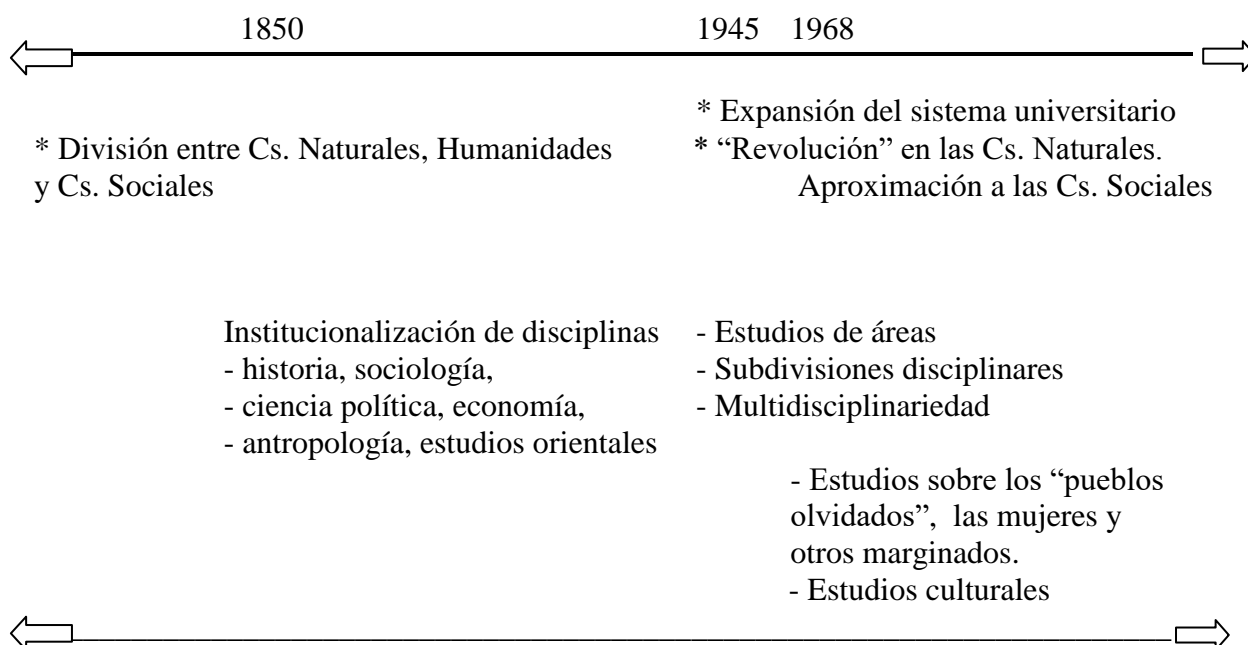 1850 1945 1968
* Expansión del sistema universitario
* División entre Cs. Naturales, Humanidades
y Cs. Sociales
* “Revolución” en las Cs. Naturales.
Aproximación a las Cs. Sociales
Institucionalización de disciplinas
- historia, sociología,
- ciencia política, economía,
- antropología, estudios orientales
- Estudios de áreas
- Subdivisiones disciplinares
- Multidisciplinariedad
- Estudios sobre los “pueblos
olvidados”, las mujeres y
otros marginados.
- Estudios culturales